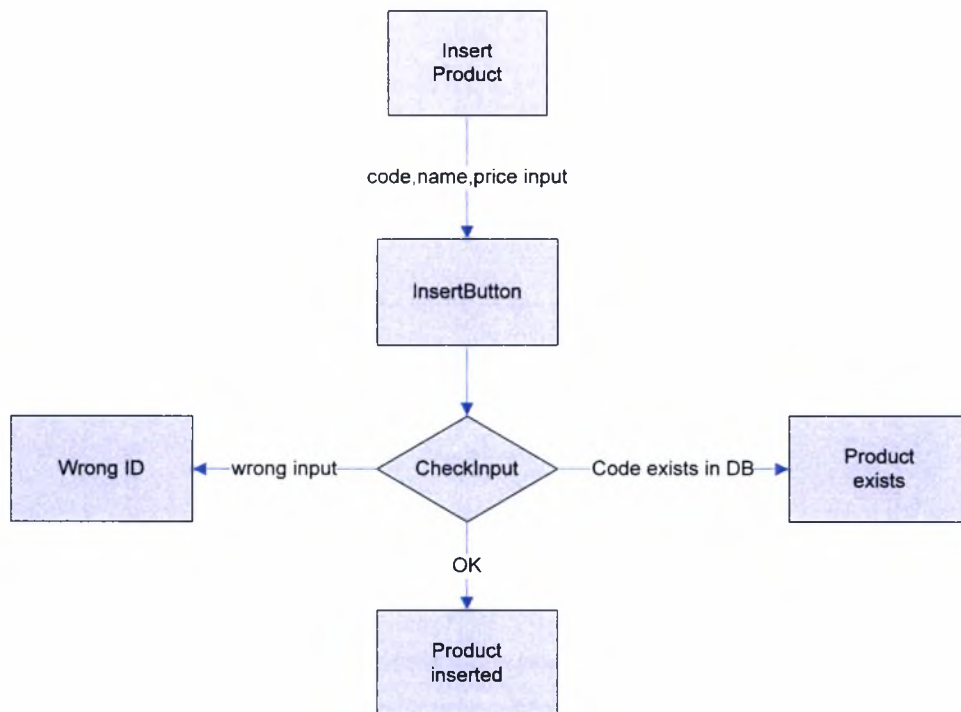 Insert
Product
code,name,price input
InsertButton
Wrong ID
wrong input
CheckInput
Code exists in DB
Product
exists
OK
Product
inserted